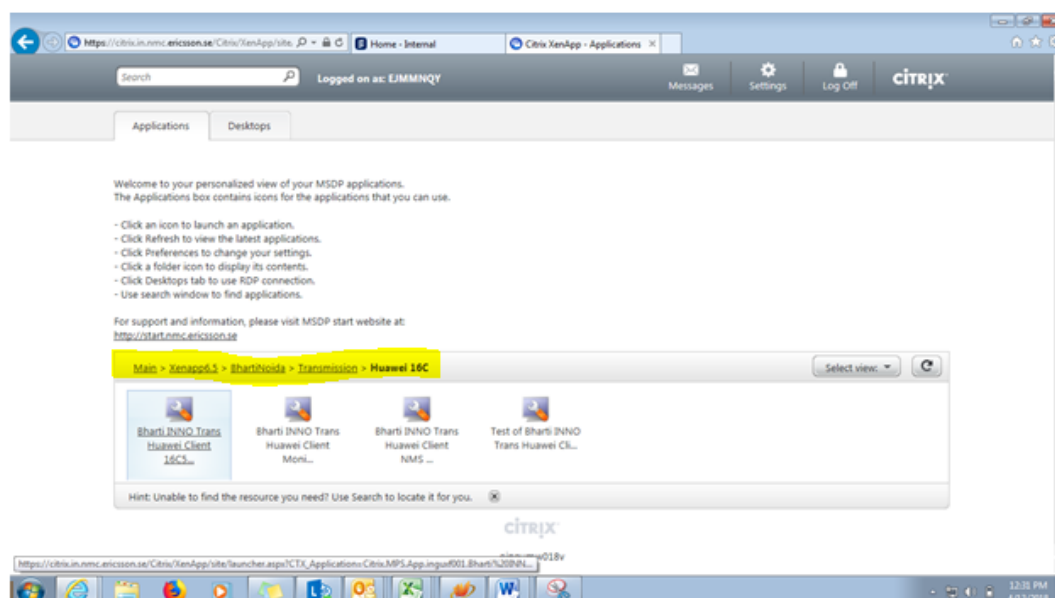 https://citrix.in.nmc.ericsson.se/Citrix/XenApp/site,
Home - Internal
Citrix XenApp - Applications
Search
Logged on as: EJMMNQY
Messages
Settings
Log Off
CITRIX
Applications
Desktops
Welcome to your personalized view of your MSDP applications.
The Applications box contains icons for the applications that you can use.
- Click an icon to launch an application.
- Click Refresh to view the latest applications.
- Click Preferences to change your settings.
- Click a folder icon to display its contents.
- Click Desktops tab to use RDP connection.
- Use search window to find applications.
For support and information, please visit MSDP start website at:
http://start.nmc.ericsson.se
Main > Xenapp6.5 > BhartiNoida > Transmission > Huawei 16C
Select view:
Bharti INNO Trans
Huawei Client
16C5...
Bharti INNO Trans
Huawei Client
Moni...
Bharti INNO Trans
Huawei Client
NMS ...
Test of Bharti INNO
Trans Huawei Cli...
Hint: Unable to find the resource you need? Use Search to locate it for you.
CITRIX
https://citrix.in.nmc.ericsson.se/Citrix/XenApp/site/launcher.aspx?CTX_Application=Citrix.MPS.App.inguxf001.Bharti%20INN...
12:31 PM